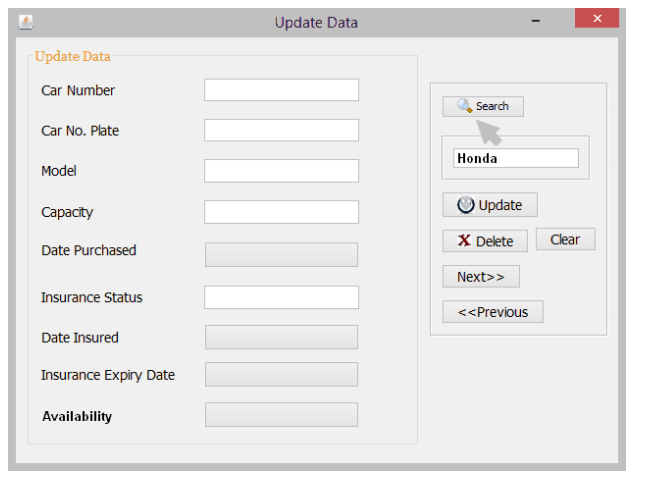 Update Data
Update Data
Car Number
Car No. Plate
Model
Capacity
Date Purchased
Insurance Status
Date Insured
Insurance Expiry Date
Availability
Search
Honda
Update
X Delete
Clear
Next>>
<<Previous